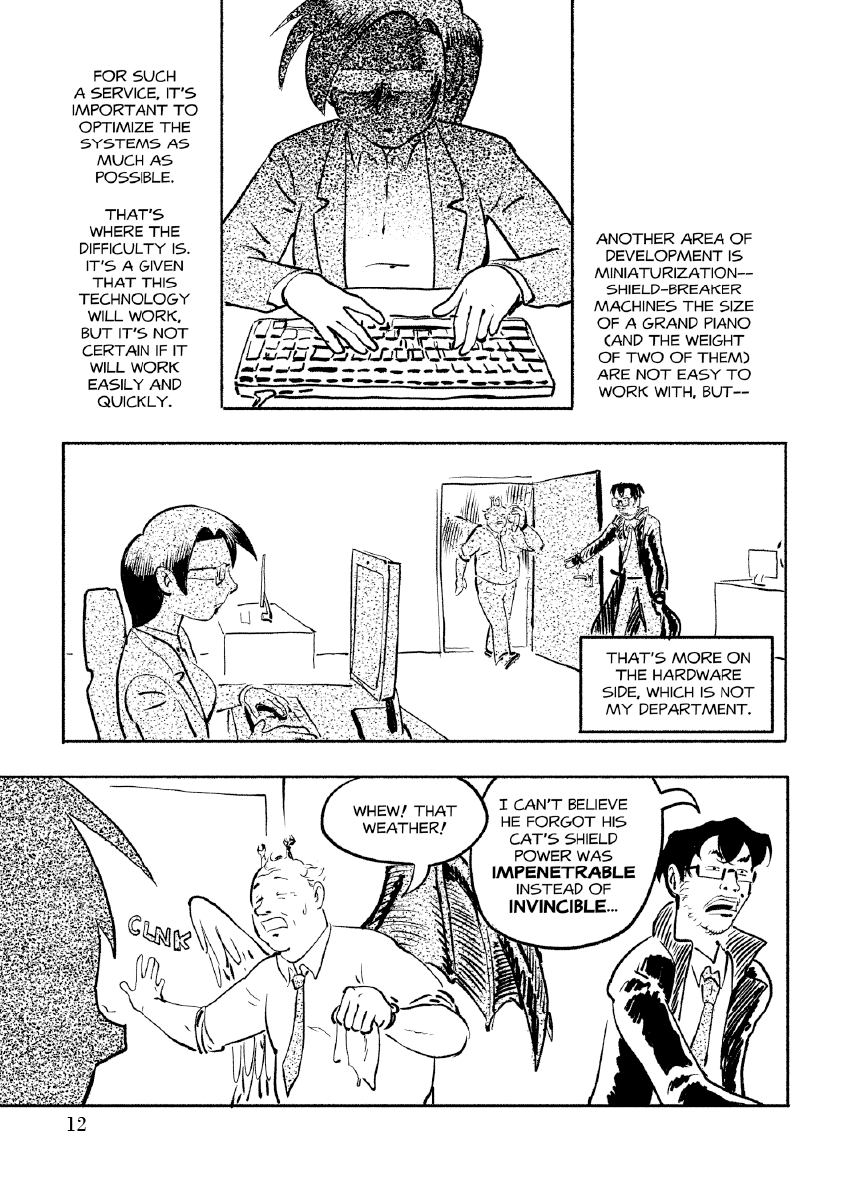 FOR SUCH
A SERVICE, IT'S
IMPORTANT TO
OPTIMIZE THE
SYSTEMS AS
MUCH AS
POSSIBLE.
THAT'S
WHERE THE
DIFFICULTY IS.
IT'S A GIVEN
THAT THIS
TECHNOLOGY
WILL WORK,
BUT IT'S NOT
CERTAIN IF IT
WILL WORK
EASILY AND
QUICKLY.
ANOTHER AREA OF
DEVELOPMENT IS
MINIATURIZATION--
SHIELD-BREAKER
MACHINES THE SIZE
OF A GRAND PIANO
(AND THE WEIGHT
OF TWO OF THEM)
ARE NOT EASY TO
WORK WITH, BUT--
THAT'S MORE ON
THE HARDWARE
SIDE, WHICH IS NOT
MY DEPARTMENT.
CLNK
WHEW! THAT
WEATHER!
I CAN'T BELIEVE
HE FORGOT HIS
CAT'S SHIELD
POWER WAS
IMPENETRABLE
INSTEAD OF
INVINCIBLE...
12